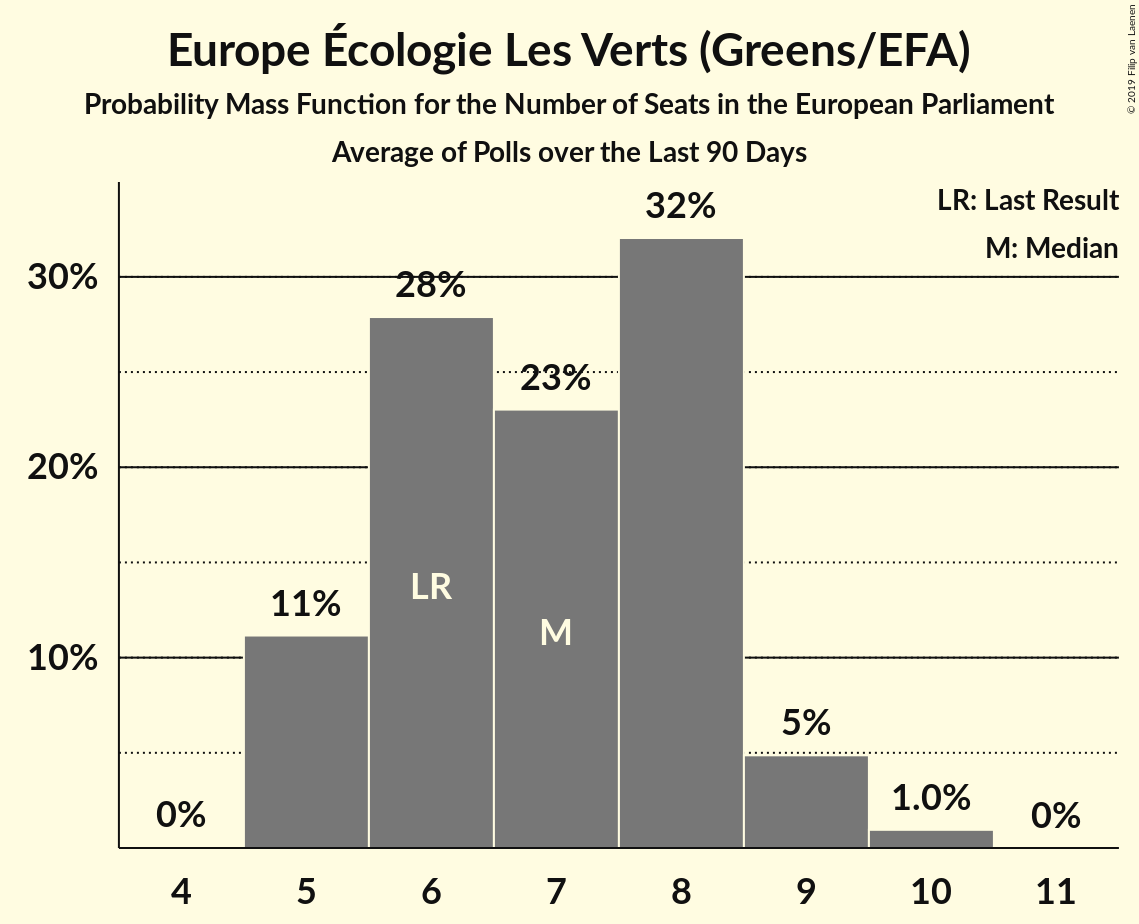 Europe Écologie Les Verts (Greens/EFA)
Probability Mass Function for the Number of Seats in the European Parliament
Average of Polls over the Last 90 Days
© 2019 Filip van Laenen
LR: Last Result
M: Median
30%
20%
10%
0%
11%
28%
23%
32%
5%
1.0%
0%
LR
M
4 5 6 7 8 9 10 11